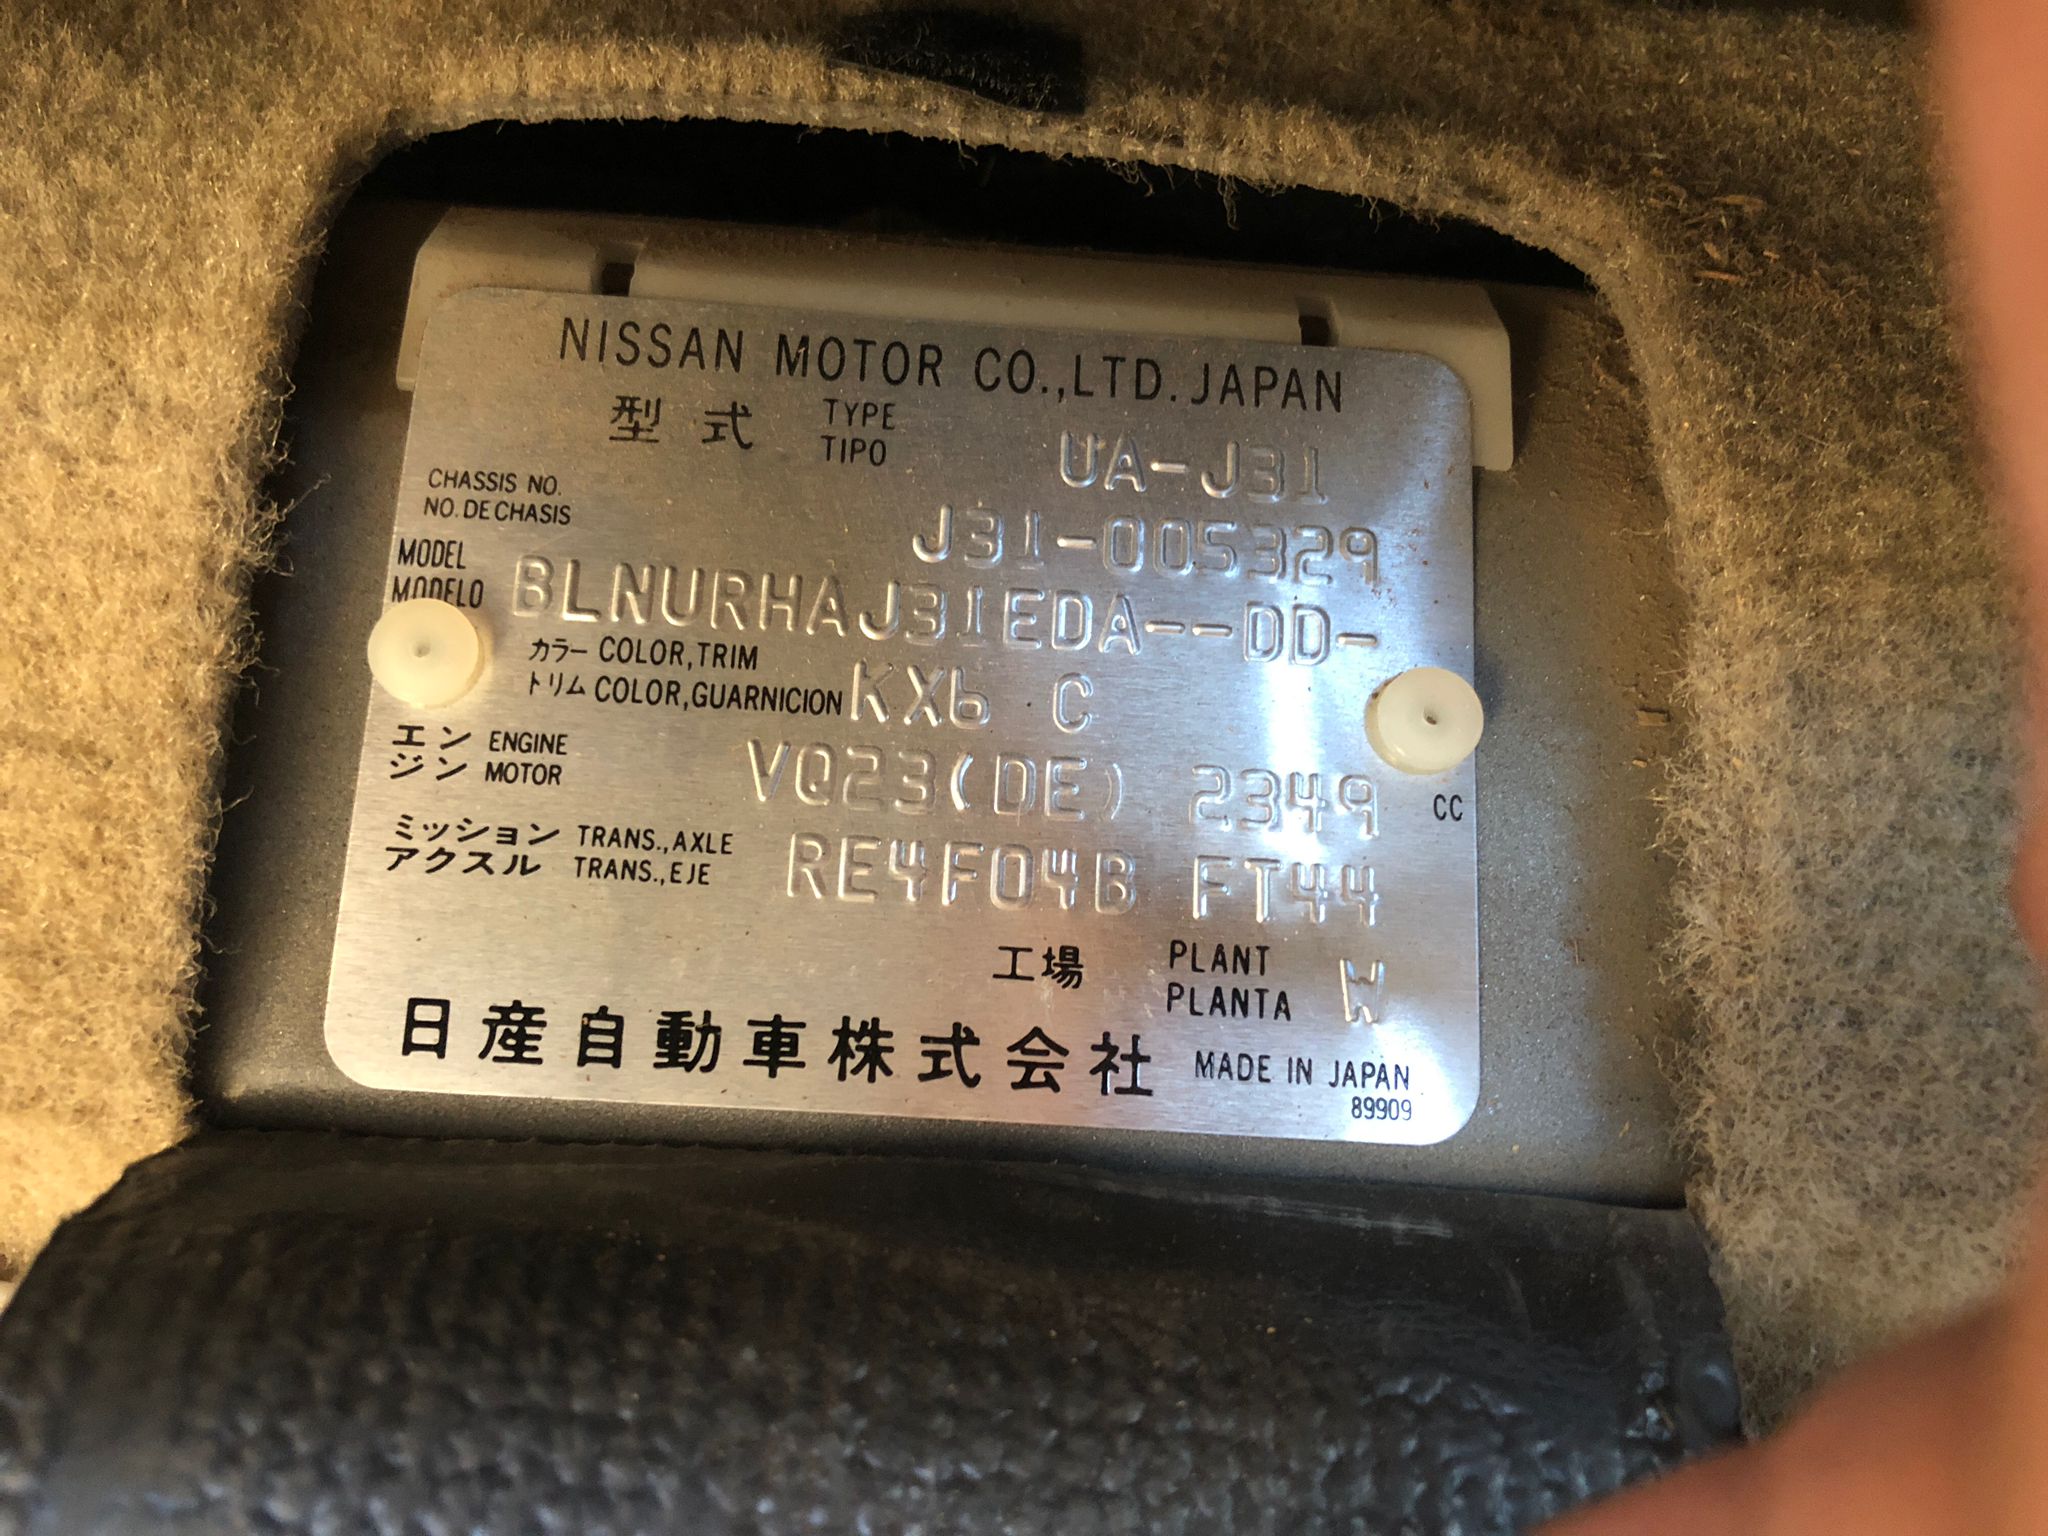 NISSAN MOTOR CO.,LTD. JAPAN
型式 TYPE UA-J31
TIPO
CHASSIS NO. J31-005329
NO. DE CHASIS
MODEL BLNURHAJ31EDA--DD-
MODELO
カラー COLOR,TRIM KX6 C
トリム COLOR,GUARNICION
エン ENGINE VQ23(DE) 2349 CC
ジン MOTOR
ミッション TRANS.,AXLE RE4F04B FT44
アクスル TRANS.,EJE
工場 PLANT W
PLANTA
日産自動車株式会社 MADE IN JAPAN
89909